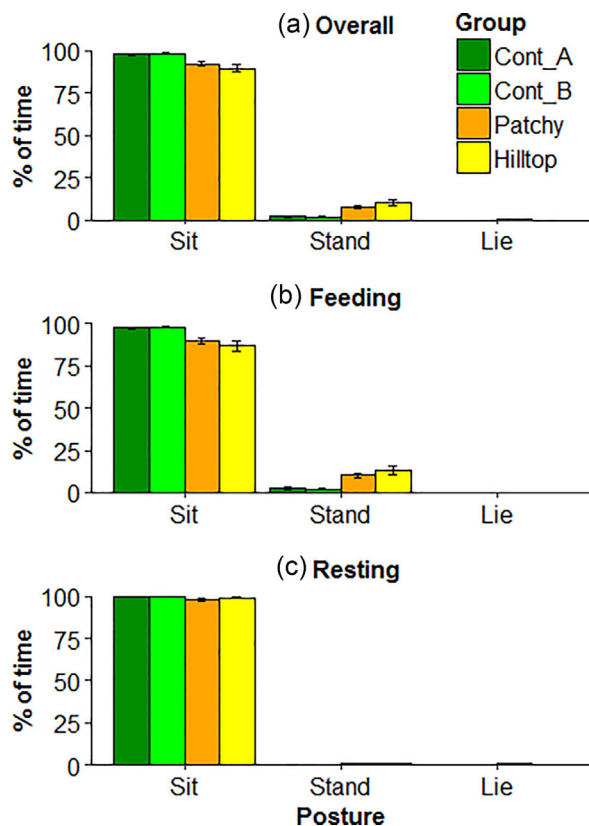 (a) Overall
Group
Cont_A
Cont_B
Patchy
Hilltop
% of time
100
75
50
25
0
Sit Stand Lie
(b) Feeding
% of time
100
75
50
25
0
Sit Stand Lie
(c) Resting
% of time
100
75
50
25
0
Sit Stand Lie
Posture